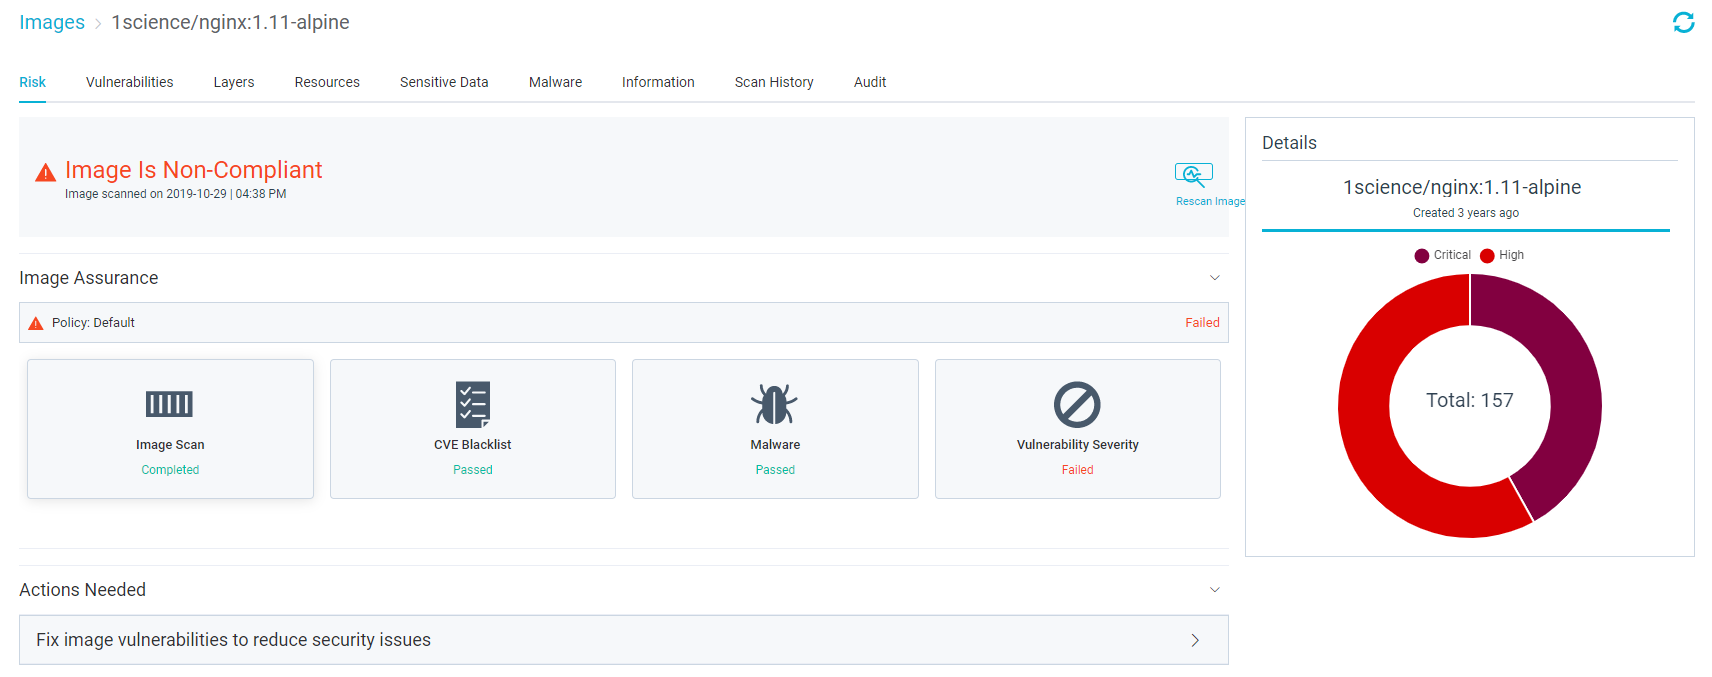 Images > 1science/nginx:1.11-alpine
Risk Vulnerabilities Layers Resources Sensitive Data Malware Information Scan History Audit
Image Is Non-Compliant
Image scanned on 2019-10-29 | 04:38 PM
Rescan Image
Image Assurance
Policy: Default Failed
Image Scan
Completed
CVE Blacklist
Passed
Malware
Passed
Vulnerability Severity
Failed
Actions Needed
Fix image vulnerabilities to reduce security issues
Details
1science/nginx:1.11-alpine
Created 3 years ago
Critical High
Total: 157